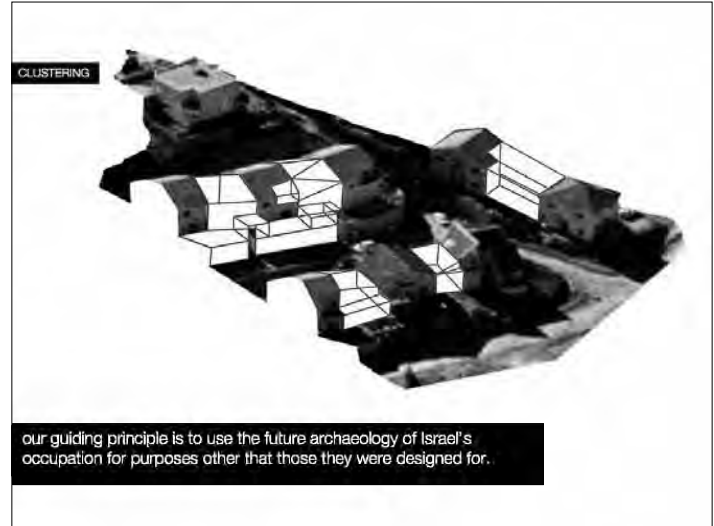 CLUSTERING
our guiding principle is to use the future archaeology of Israel's
occupation for purposes other that those they were designed for.